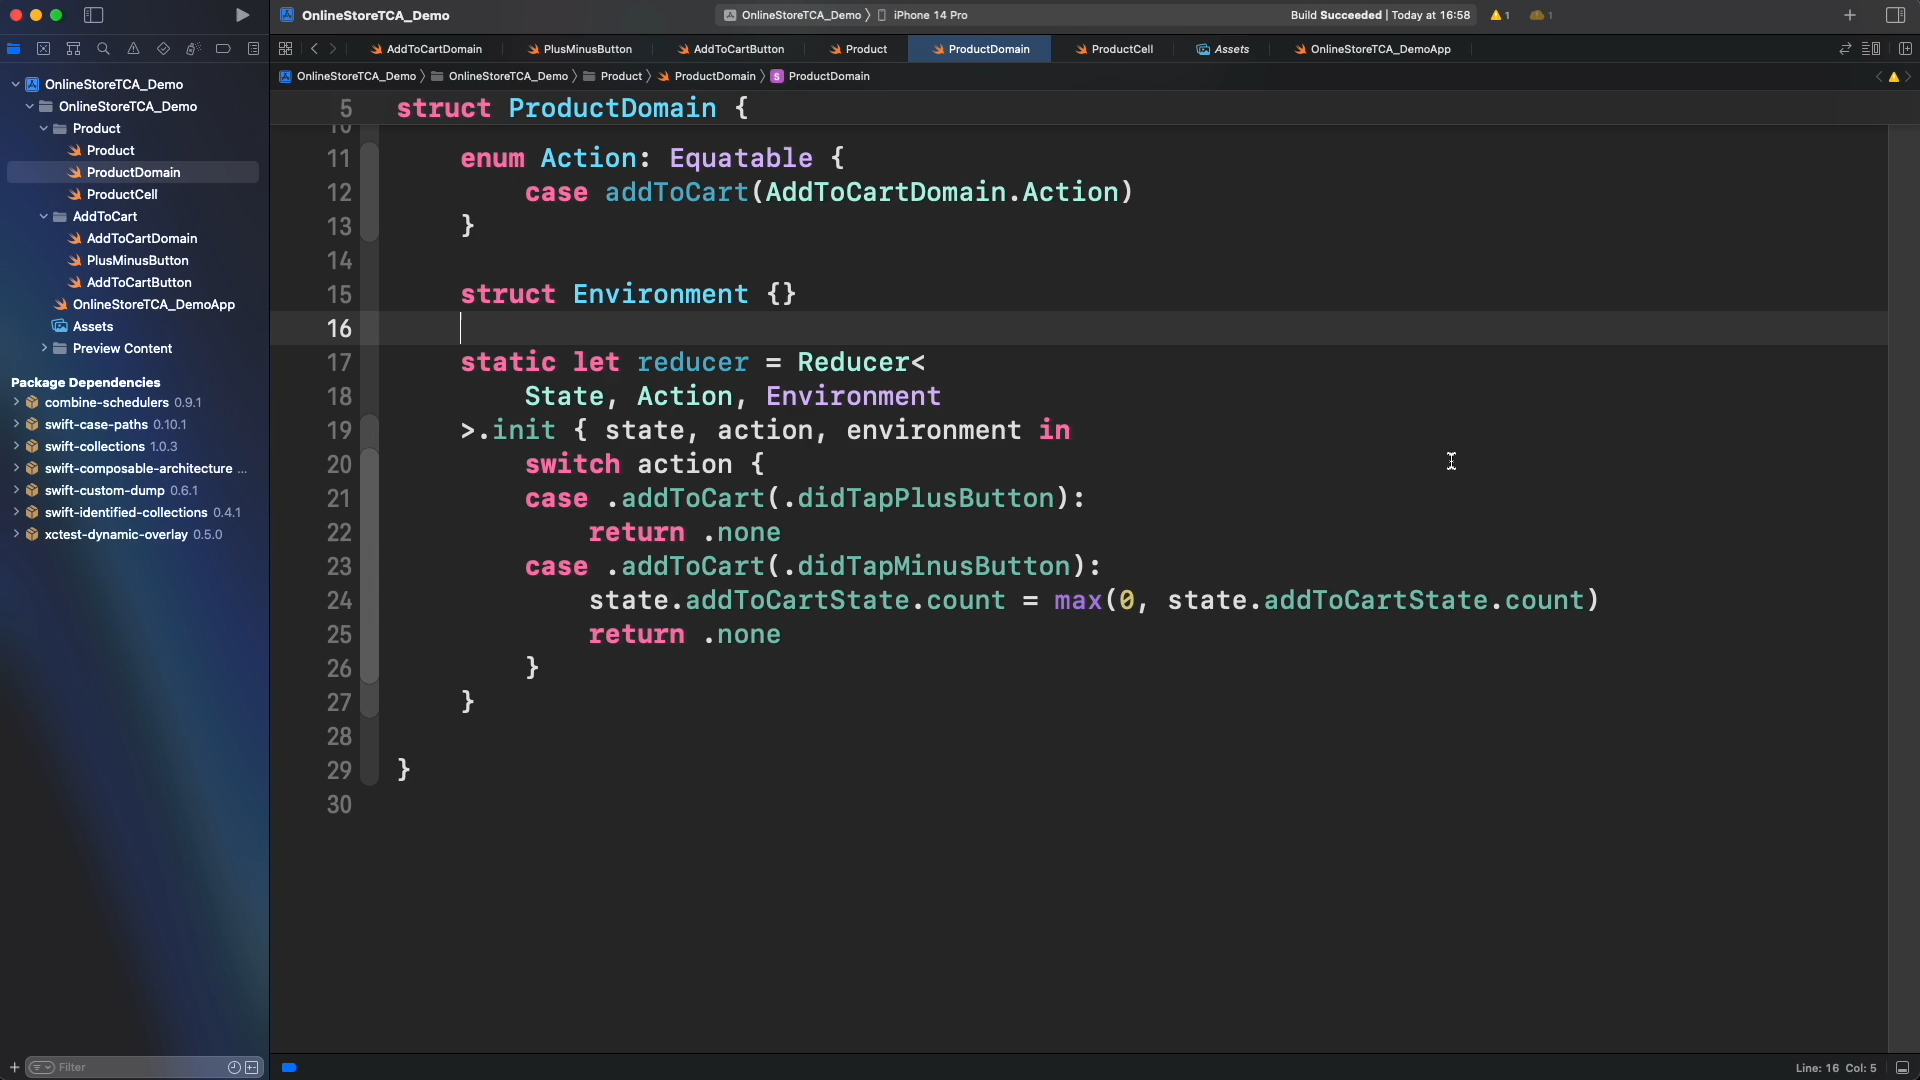 OnlineStoreTCA_Demo
OnlineStoreTCA_Demo
iPhone 14 Pro
Build Succeeded | Today at 16:58
1
1
AddToCartDomain
PlusMinusButton
AddToCartButton
Product
ProductDomain
ProductCell
Assets
OnlineStoreTCA_DemoApp
OnlineStoreTCA_Demo
OnlineStoreTCA_Demo
Product
ProductDomain
S ProductDomain
OnlineStoreTCA_Demo
OnlineStoreTCA_Demo
Product
Product
ProductDomain
ProductCell
AddToCart
AddToCartDomain
PlusMinusButton
AddToCartButton
OnlineStoreTCA_DemoApp
Assets
Preview Content
Package Dependencies
combine-schedulers 0.9.1
swift-case-paths 0.10.1
swift-collections 1.0.3
swift-composable-architecture ...
swift-custom-dump 0.6.1
swift-identified-collections 0.4.1
xctest-dynamic-overlay 0.5.0
5 struct ProductDomain {
10
11 enum Action: Equatable {
12 case addToCart(AddToCartDomain.Action)
13 }
14
15 struct Environment {}
16
17 static let reducer = Reducer<
18 State, Action, Environment
19 >.init { state, action, environment in
20 switch action {
21 case .addToCart(.didTapPlusButton):
22 return .none
23 case .addToCart(.didTapMinusButton):
24 state.addToCartState.count = max(0, state.addToCartState.count)
25 return .none
26 }
27 }
28
29 }
30
Filter
Line: 16 Col: 5